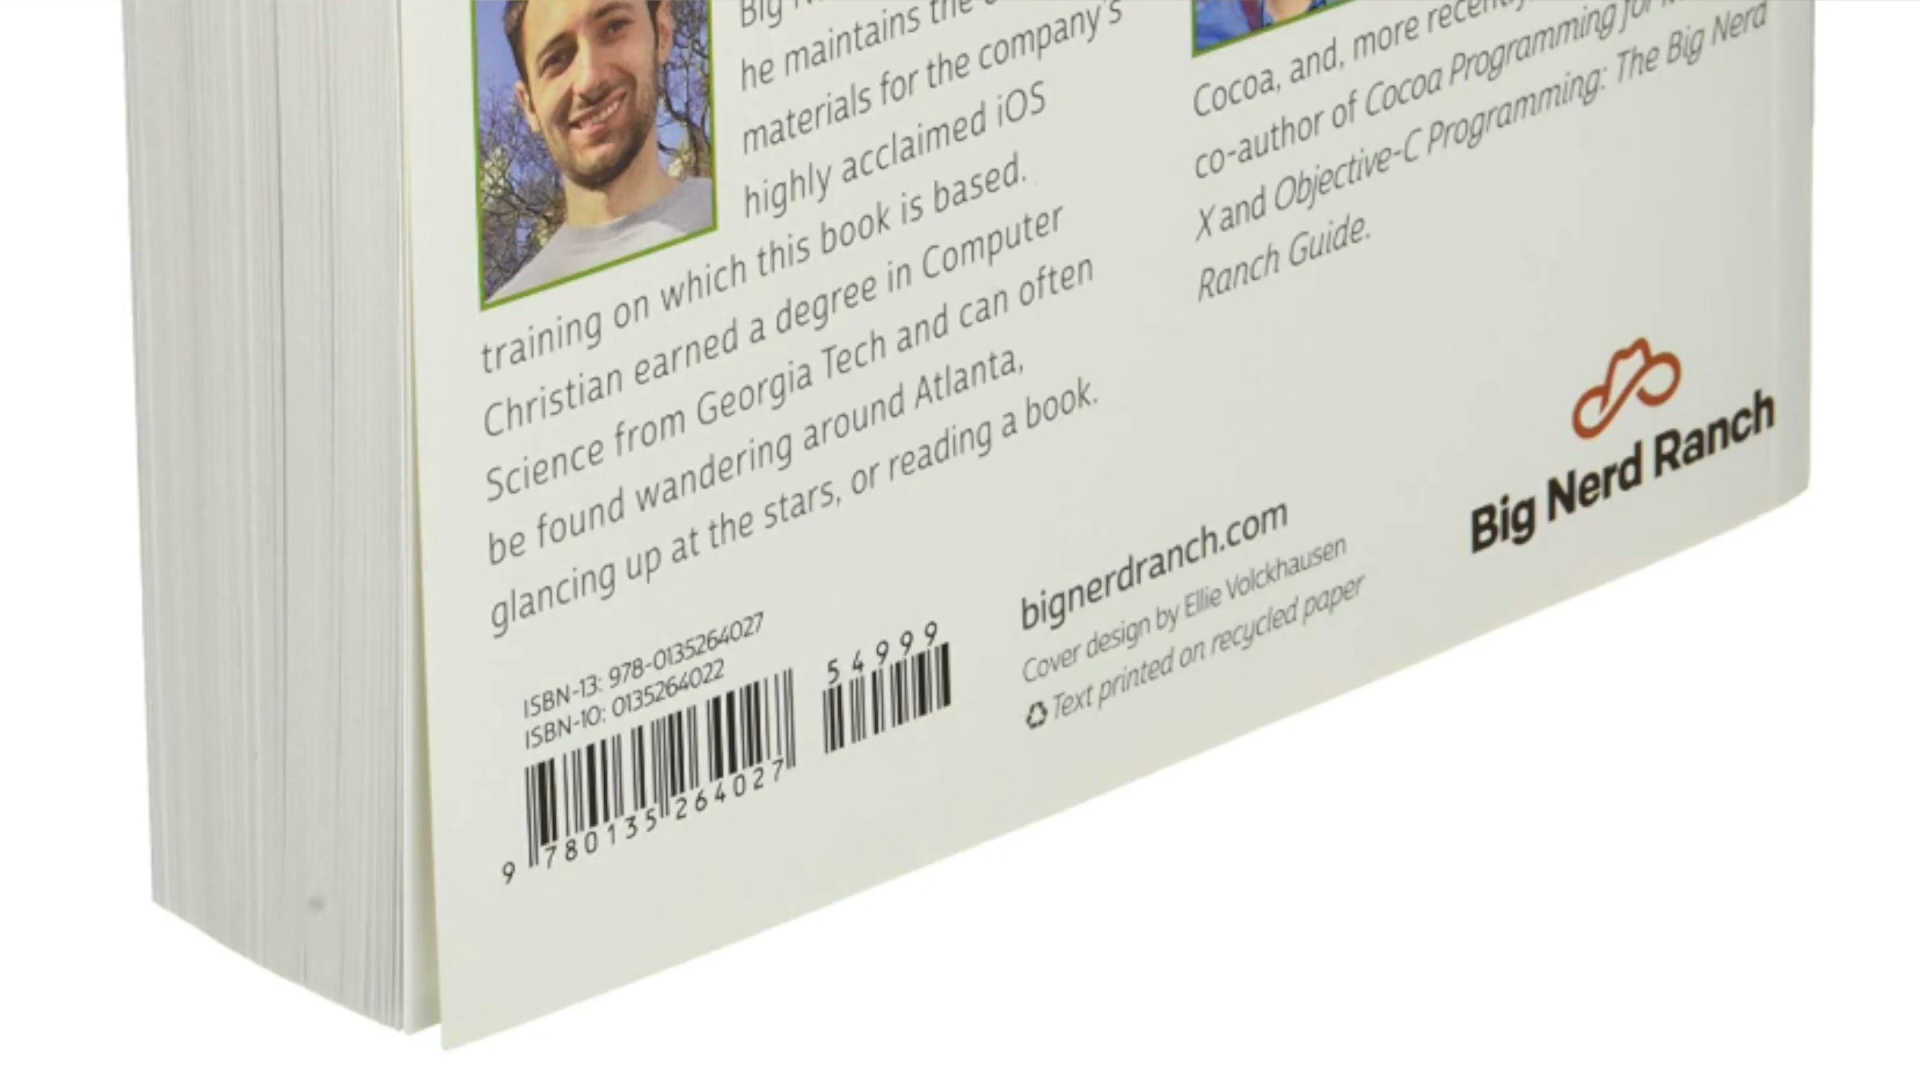 Big
he maintains the
materials for the company's
highly acclaimed iOS
training on which this book is based.
Christian earned a degree in Computer
Science from Georgia Tech and can often
be found wandering around Atlanta,
glancing up at the stars, or reading a book.
Cocoa, and, more recently,
co-author of Cocoa Programming for
X and Objective-C Programming: The Big Nerd
Ranch Guide.
Big Nerd Ranch
ISBN-13: 978-0135264027
ISBN-10: 0135264022
54999
9 780135 264027
bignerdranch.com
Cover design by Ellie Volckhausen
Text printed on recycled paper